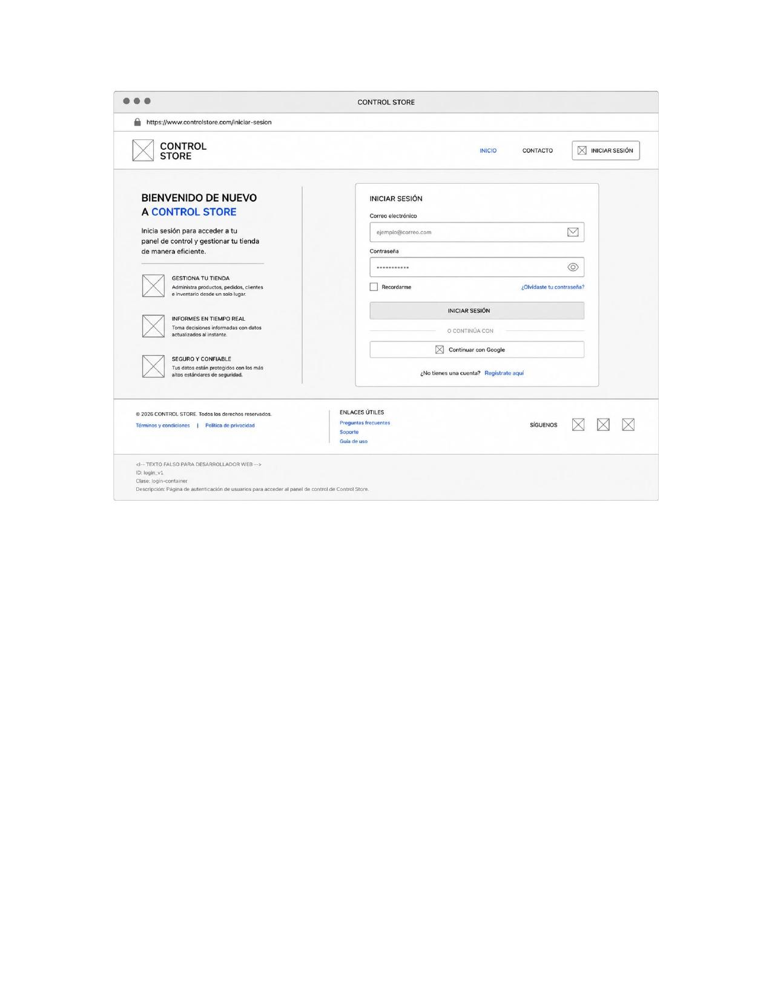 CONTROL STORE
https://www.controlstore.com/iniciar-sesion
CONTROL
STORE
INICIO
CONTACTO
INICIAR SESIÓN
BIENVENIDO DE NUEVO
A CONTROL STORE
Inicia sesión para acceder a tu
panel de control y gestionar tu tienda
de manera eficiente.
GESTIONA TU TIENDA
Administra productos, pedidos, clientes
e inventario desde un solo lugar.
INFORMES EN TIEMPO REAL
Toma decisiones informadas con datos
actualizados al instante.
SEGURO Y CONFIABLE
Tus datos están protegidos con los más
altos estándares de seguridad.
INICIAR SESIÓN
Correo electrónico
ejemplo@correo.com
Contraseña
•••••••••••
Recordarme
¿Olvidaste tu contraseña?
INICIAR SESIÓN
O CONTINÚA CON
Continuar con Google
¿No tienes una cuenta? Regístrate aquí
© 2026 CONTROL STORE. Todos los derechos reservados.
Términos y condiciones | Política de privacidad
ENLACES ÚTILES
Preguntas frecuentes
Soporte
Guía de uso
SÍGUENOS
<!-- TEXTO FALSO PARA DESARROLLADOR WEB -->
ID: login_v1
Clase: login-container
Descripción: Página de autenticación de usuarios para acceder al panel de control de Control Store.